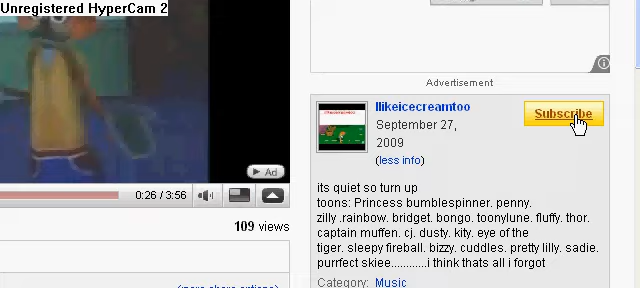 Unregistered HyperCam 2
Advertisement
Ilikeicecreamtoo
Subscribe
September 27,
2009
(less info)
Ad
0:26 / 3:56
its quiet so turn up
toons: Princess bumblespinner. penny.
zilly .rainbow. bridget. bongo. toonylune. fluffy. thor.
captain muffen. cj. dusty. kity. eye of the
tiger. sleepy fireball. bizzy. cuddles. pretty lilly. sadie.
purrfect skiee............i think thats all i forgot
109 views
Category: Music